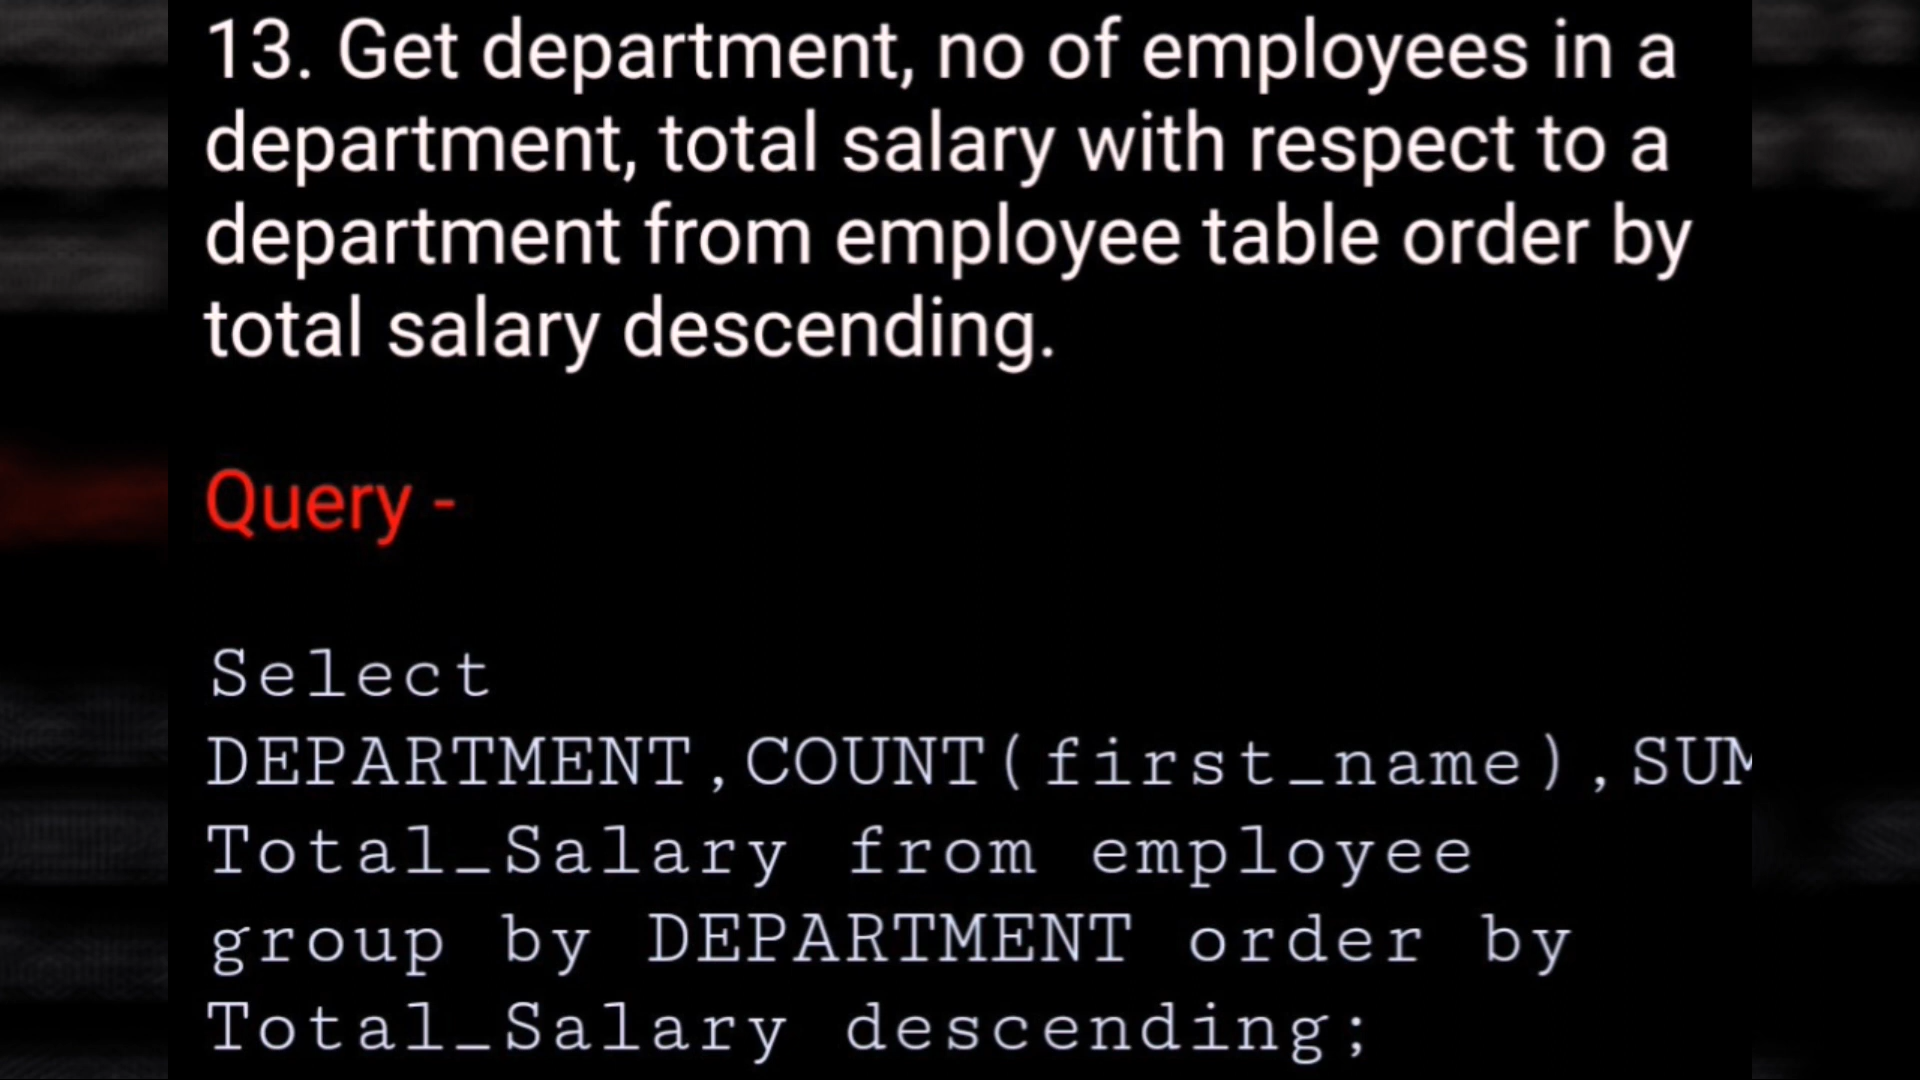 13. Get department, no of employees in a
department, total salary with respect to a
department from employee table order by
total salary descending.
Query -
Select
DEPARTMENT,COUNT(first_name),SUM
Total_Salary from employee
group by DEPARTMENT order by
Total_Salary descending;